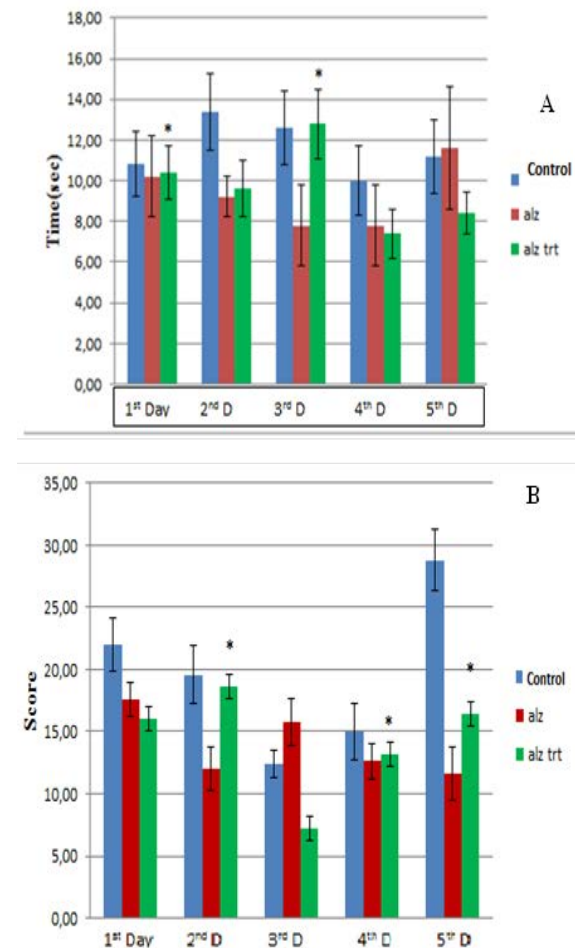 18,00
16,00
14,00
12,00
10,00
8,00
6,00
4,00
2,00
0,00
Time(sec)
*
*
A
Control
alz
alz trt
1st Day 2nd D 3rd D 4th D 5th D
35,00
30,00
25,00
20,00
15,00
10,00
5,00
0,00
Score
*
*
*
B
Control
alz
alz trt
1st Day 2nd D 3rd D 4th D 5th D